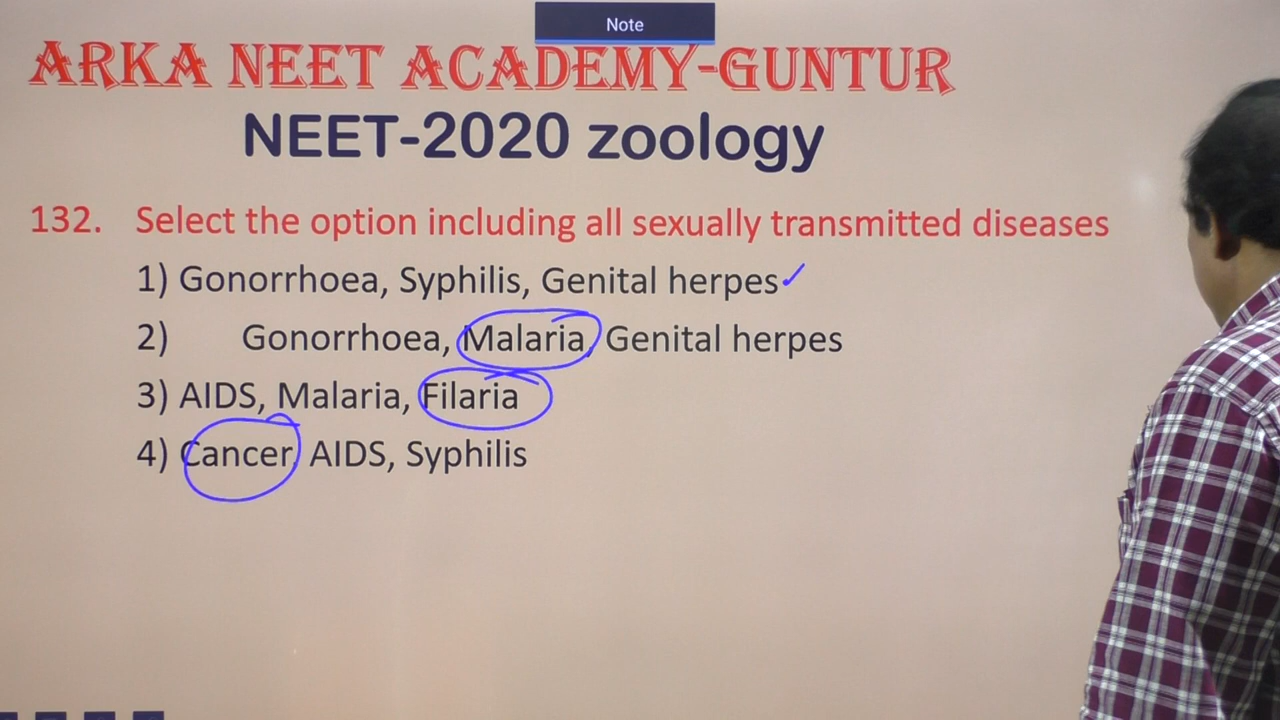 Note
ARKA NEET ACADEMY-GUNTUR
NEET-2020 zoology
132. Select the option including all sexually transmitted diseases
1) Gonorrhoea, Syphilis, Genital herpes✓
2) Gonorrhoea, Malaria, Genital herpes
3) AIDS, Malaria, Filaria
4) Cancer, AIDS, Syphilis